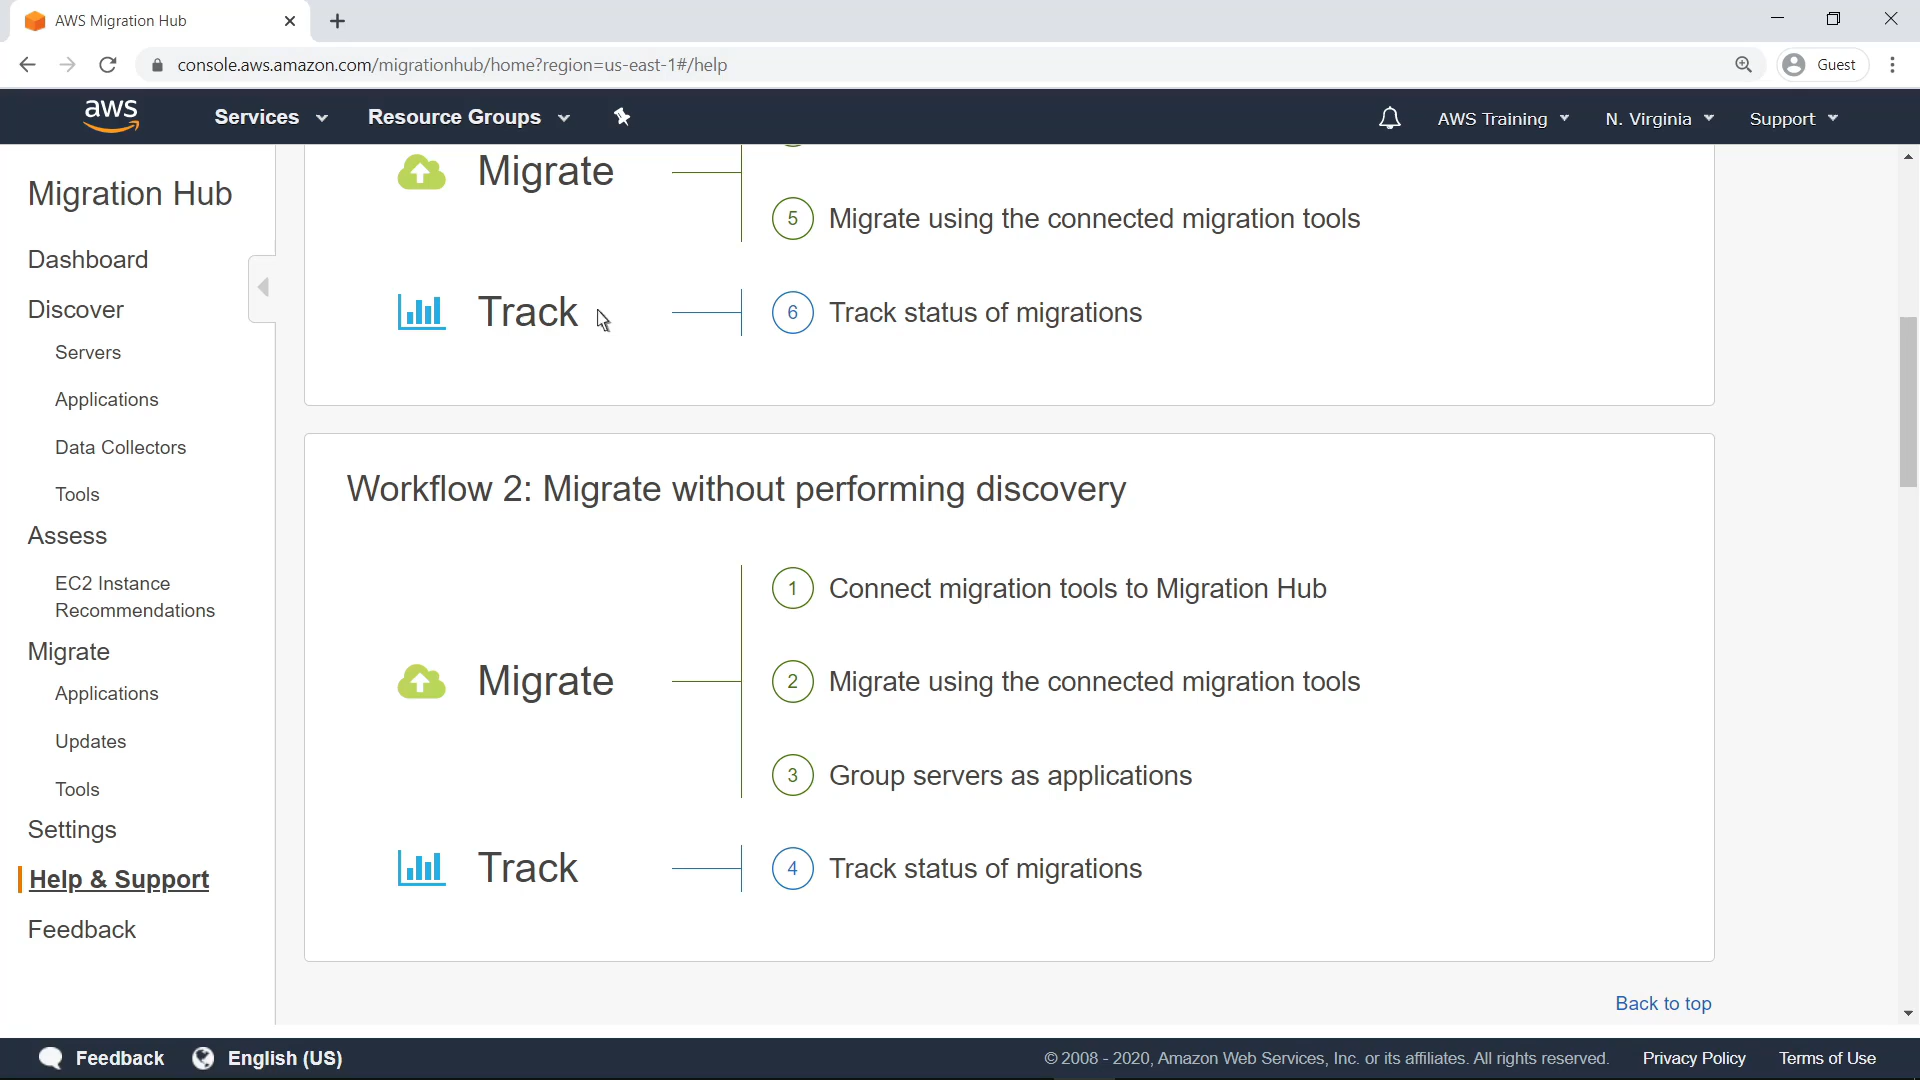 AWS Migration Hub
console.aws.amazon.com/migrationhub/home?region=us-east-1#/help
Guest
aws
Services
Resource Groups
AWS Training
N. Virginia
Support
Migration Hub
Dashboard
Discover
Servers
Applications
Data Collectors
Tools
Assess
EC2 Instance
Recommendations
Migrate
Applications
Updates
Tools
Settings
Help & Support
Feedback
Migrate
5 Migrate using the connected migration tools
Track
6 Track status of migrations
Workflow 2: Migrate without performing discovery
1 Connect migration tools to Migration Hub
Migrate
2 Migrate using the connected migration tools
3 Group servers as applications
Track
4 Track status of migrations
Back to top
Feedback
English (US)
© 2008 - 2020, Amazon Web Services, Inc. or its affiliates. All rights reserved.
Privacy Policy
Terms of Use